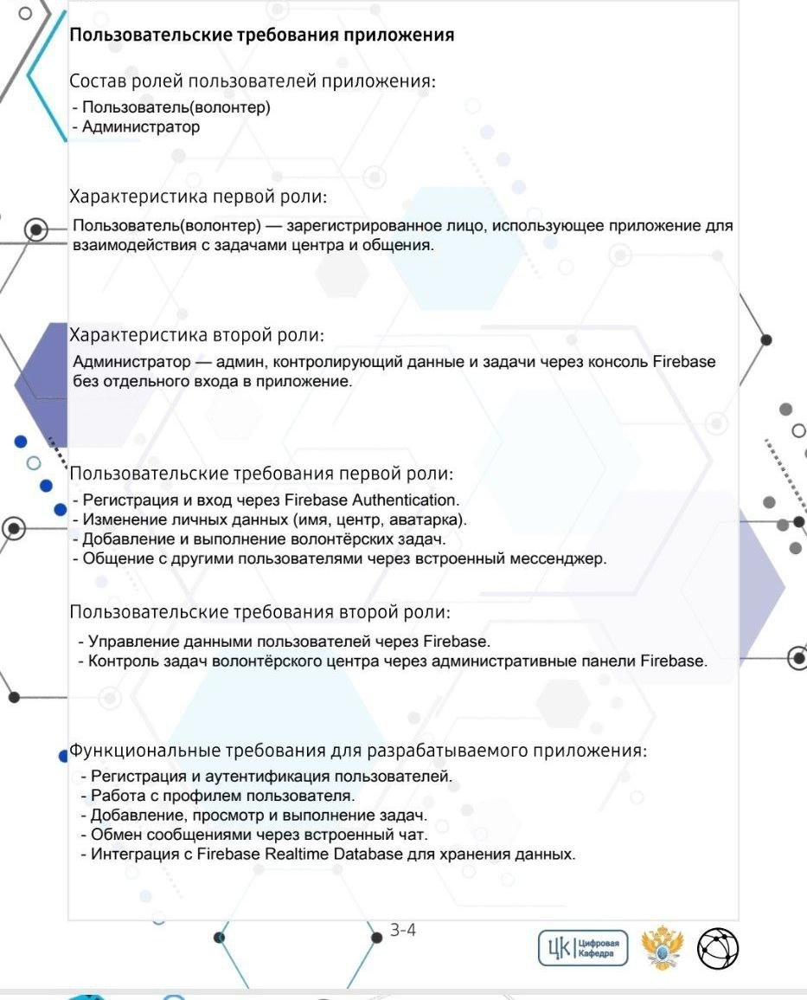 Пользовательские требования приложения
Состав ролей пользователей приложения:
- Пользователь(волонтер)
- Администратор
Характеристика первой роли:
Пользователь(волонтер) — зарегистрированное лицо, использующее приложение для
взаимодействия с задачами центра и общения.
Характеристика второй роли:
Администратор — админ, контролирующий данные и задачи через консоль Firebase
без отдельного входа в приложение.
Пользовательские требования первой роли:
- Регистрация и вход через Firebase Authentication.
- Изменение личных данных (имя, центр, аватарка).
- Добавление и выполнение волонтёрских задач.
- Общение с другими пользователями через встроенный мессенджер.
Пользовательские требования второй роли:
- Управление данными пользователей через Firebase.
- Контроль задач волонтёрского центра через административные панели Firebase.
Функциональные требования для разрабатываемого приложения:
- Регистрация и аутентификация пользователей.
- Работа с профилем пользователя.
- Добавление, просмотр и выполнение задач.
- Обмен сообщениями через встроенный чат.
- Интеграция с Firebase Realtime Database для хранения данных.
3-4
ЦК Цифровая
Кафедра